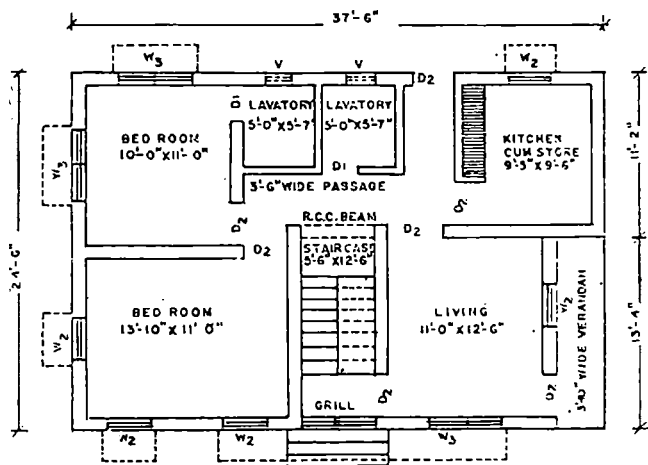 37'-6"
W3
V
V
D2
W2
D1
LAVATORY
5'-0"X5'-7"
LAVATORY
5'-0"X5'-7"
BED ROOM
10'-0"X11'-0"
KITCHEN
CUM STORE
9'-5"X9'-6"
11'-2"
W3
D1
3'-6" WIDE PASSAGE
D2
D2
R.C.C. BEAM
D2
D2
STAIRCASE
5'-6"X12'-6"
24'-6"
BED ROOM
13'-10"X11'-0"
LIVING
11'-0"X12'-6"
W2
W2
3'-10" WIDE VERANDAH
13'-4"
D2
D2
GRILL
W2
W2
W3